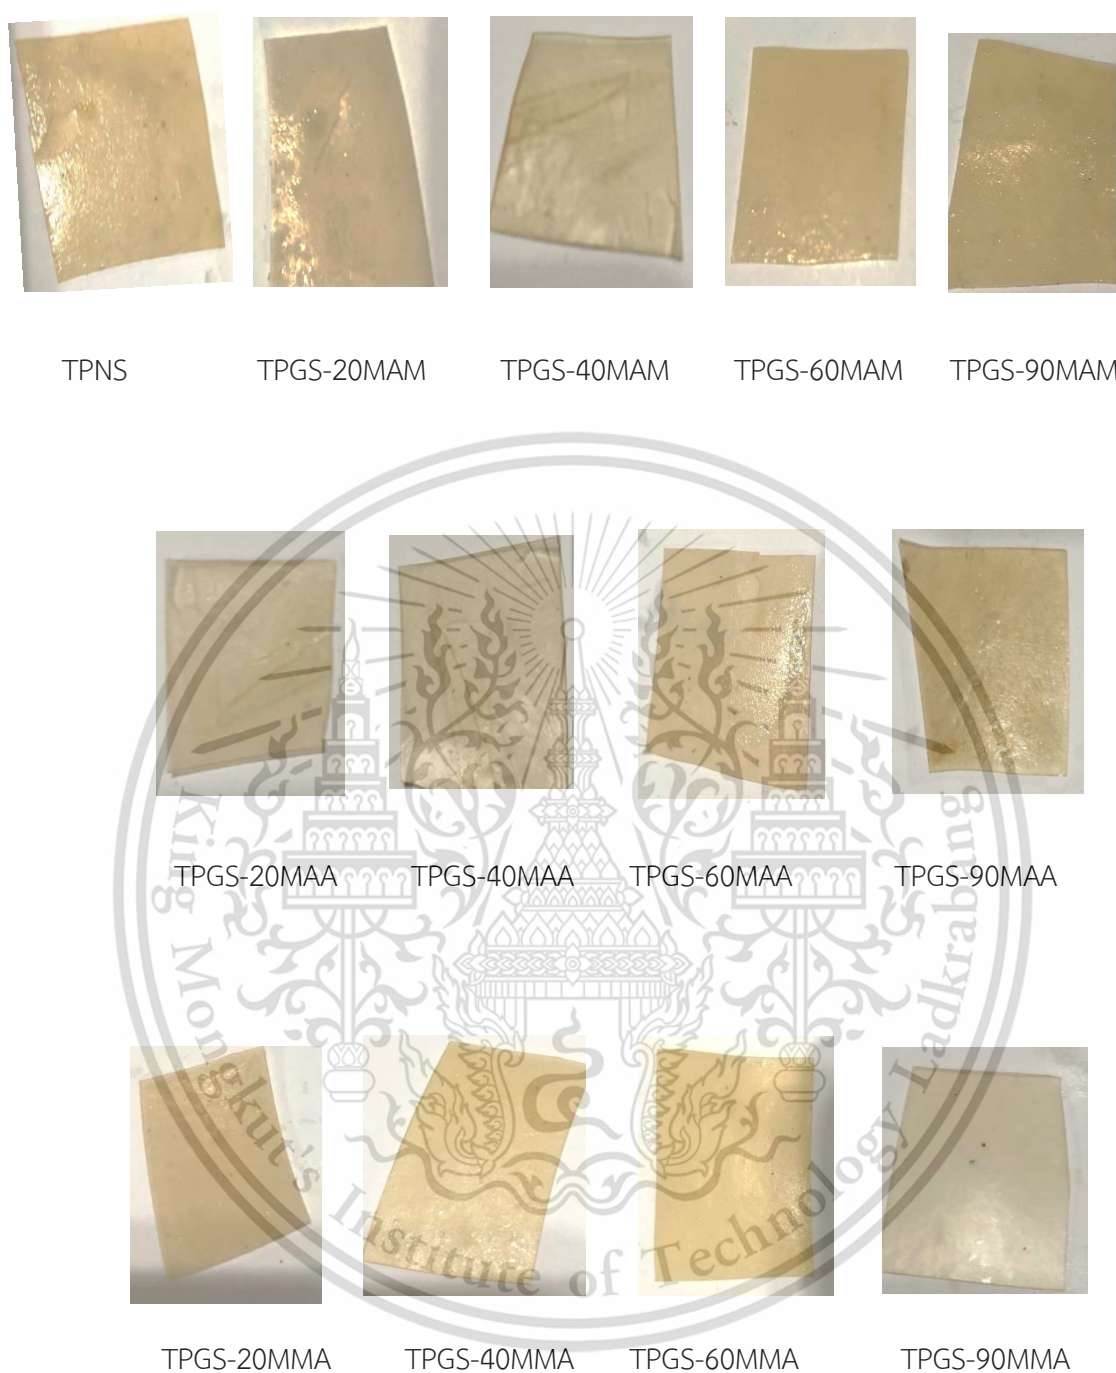 TPNS TPGS-20MAM TPGS-40MAM TPGS-60MAM TPGS-90MAM
TPGS-20MAA TPGS-40MAA TPGS-60MAA TPGS-90MAA
TPGS-20MMA TPGS-40MMA TPGS-60MMA TPGS-90MMA
King Mongkut's Institute of Technology Ladkrabung